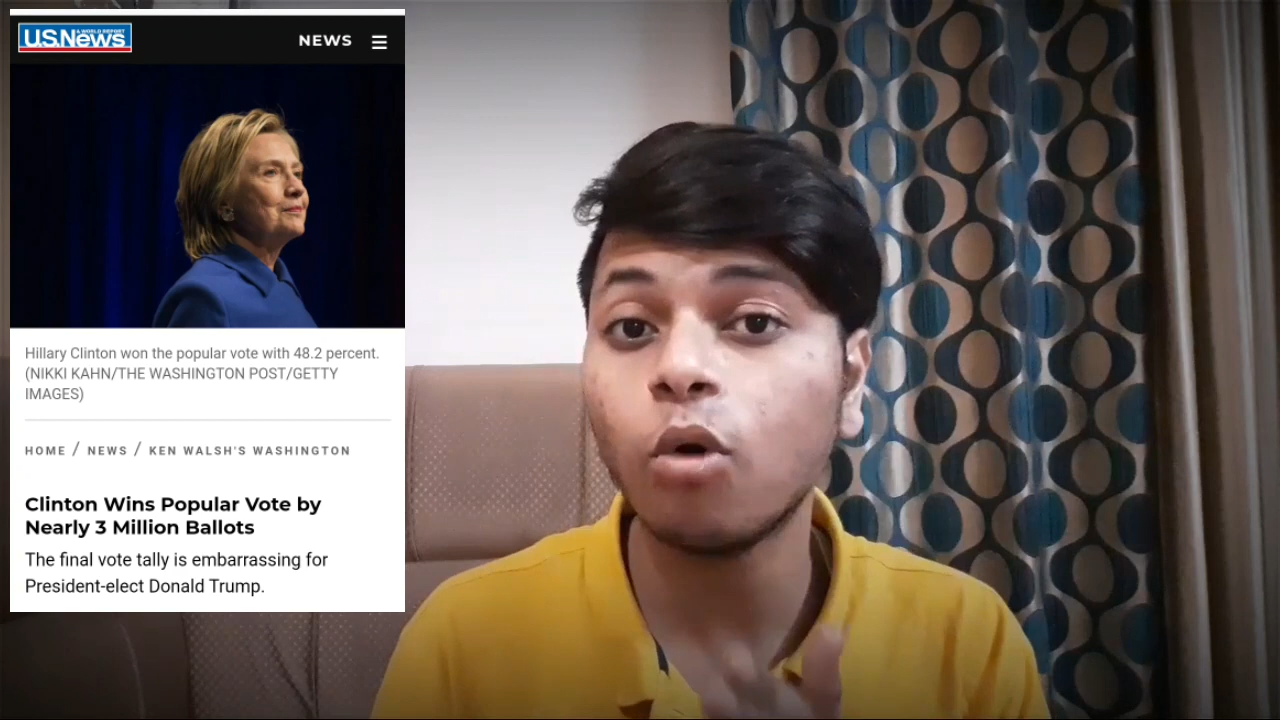 U.S.News
& WORLD REPORT
NEWS
Hillary Clinton won the popular vote with 48.2 percent.
(NIKKI KAHN/THE WASHINGTON POST/GETTY
IMAGES)
HOME / NEWS / KEN WALSH'S WASHINGTON
Clinton Wins Popular Vote by
Nearly 3 Million Ballots
The final vote tally is embarrassing for
President-elect Donald Trump.